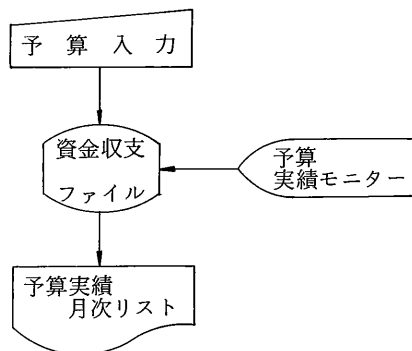 予算入力
資金収支
ファイル
予算
実績モニター
予算実績
月次リスト